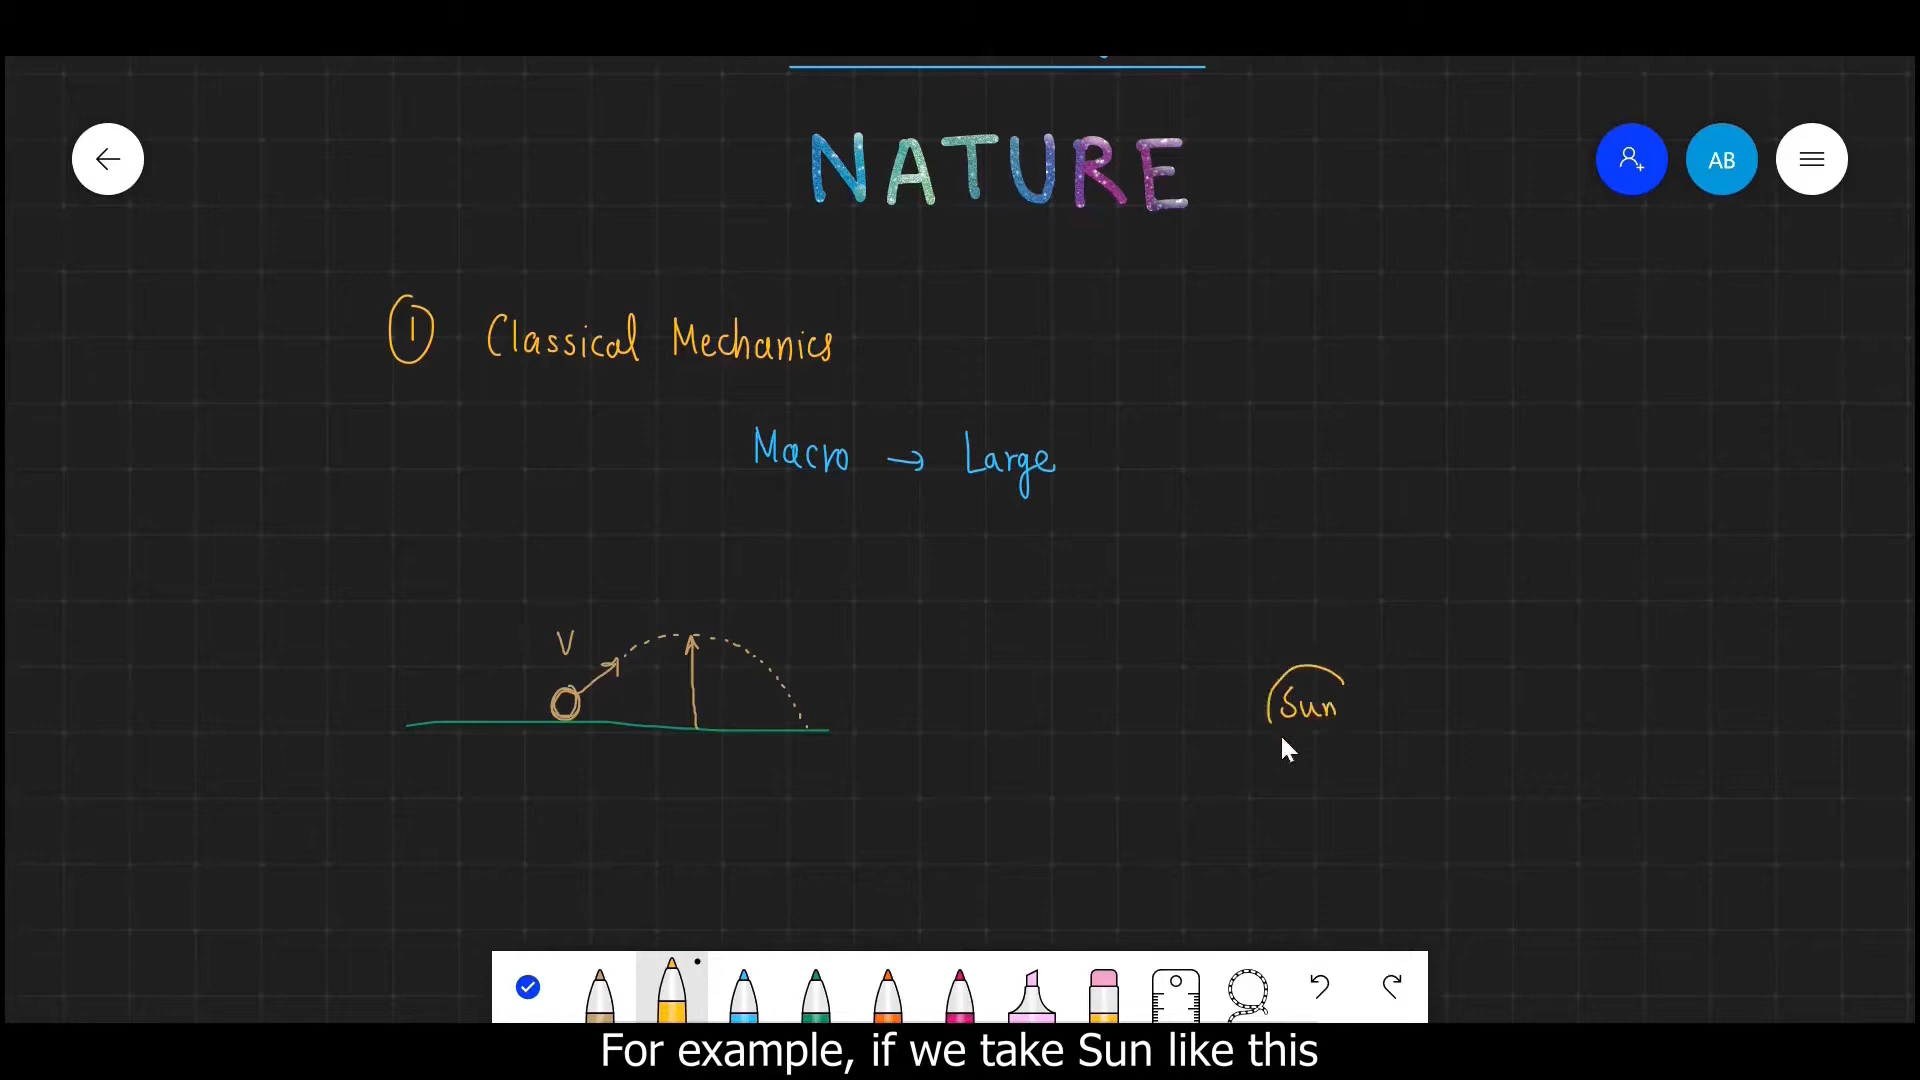 NATURE
AB
① Classical Mechanics
Macro → Large
V
Sun
For example, if we take Sun like this